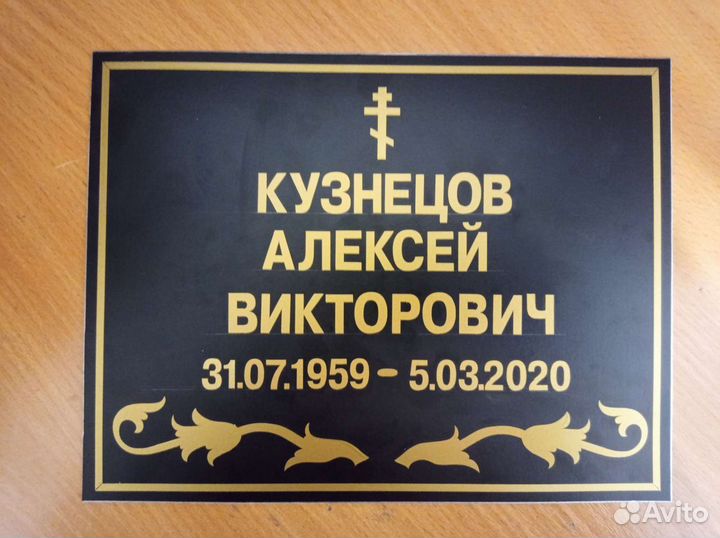 КУЗНЕЦОВ
АЛЕКСЕЙ
ВИКТОРОВИЧ
31.07.1959 - 5.03.2020
Avito